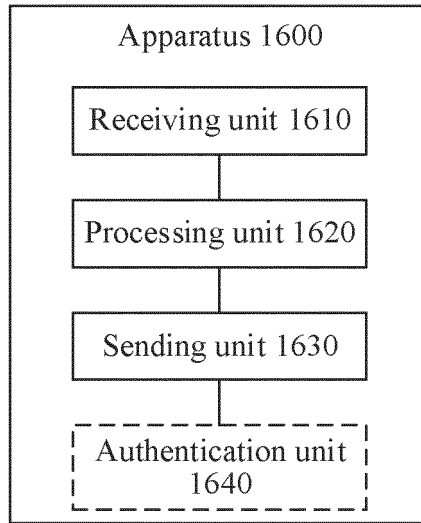 Apparatus 1600
Receiving unit 1610
Processing unit 1620
Sending unit 1630
Authentication unit
1640